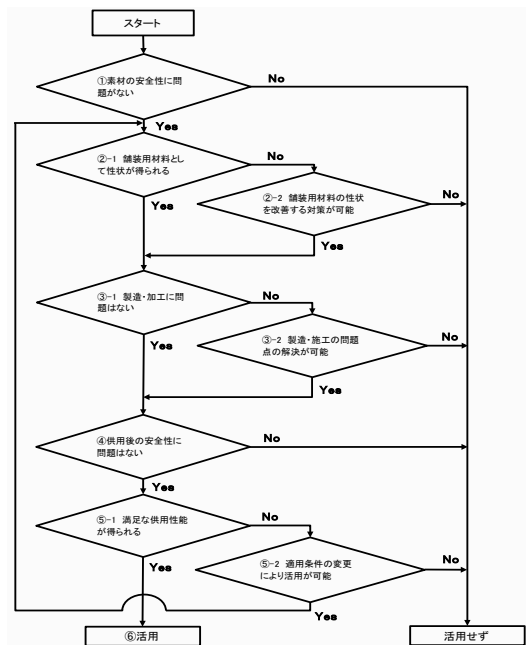 スタート
①素材の安全性に問
題がない
No
Yes
②-1 舗装用材料とし
て性状が得られる
No
Yes
②-2 舗装用材料の性状
を改善する対策が可能
No
Yes
③-1 製造・加工に問
題はない
No
Yes
③-2 製造・施工の問題
点の解決が可能
No
Yes
④供用後の安全性に
問題はない
No
Yes
⑤-1 満足な供用性能
が得られる
No
Yes
⑤-2 適用条件の変更
により活用が可能
No
Yes
⑥活用
活用せず